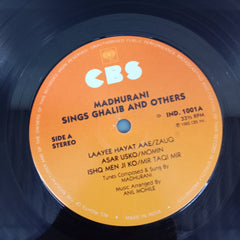 CBS
MADHURANI
SINGS GHALIB AND OTHERS
SIDE A
STEREO
IND. 1001A
33⅓ RPM
LAAYEE HAYAT AAE/ZAUQ
ASAR USKO/MOMIN
ISHQ MEN JI KO/MIR TAQI MIR
Tunes Composed & Sung By
MADHURANI
Music Arranged By
ANIL MOHILE